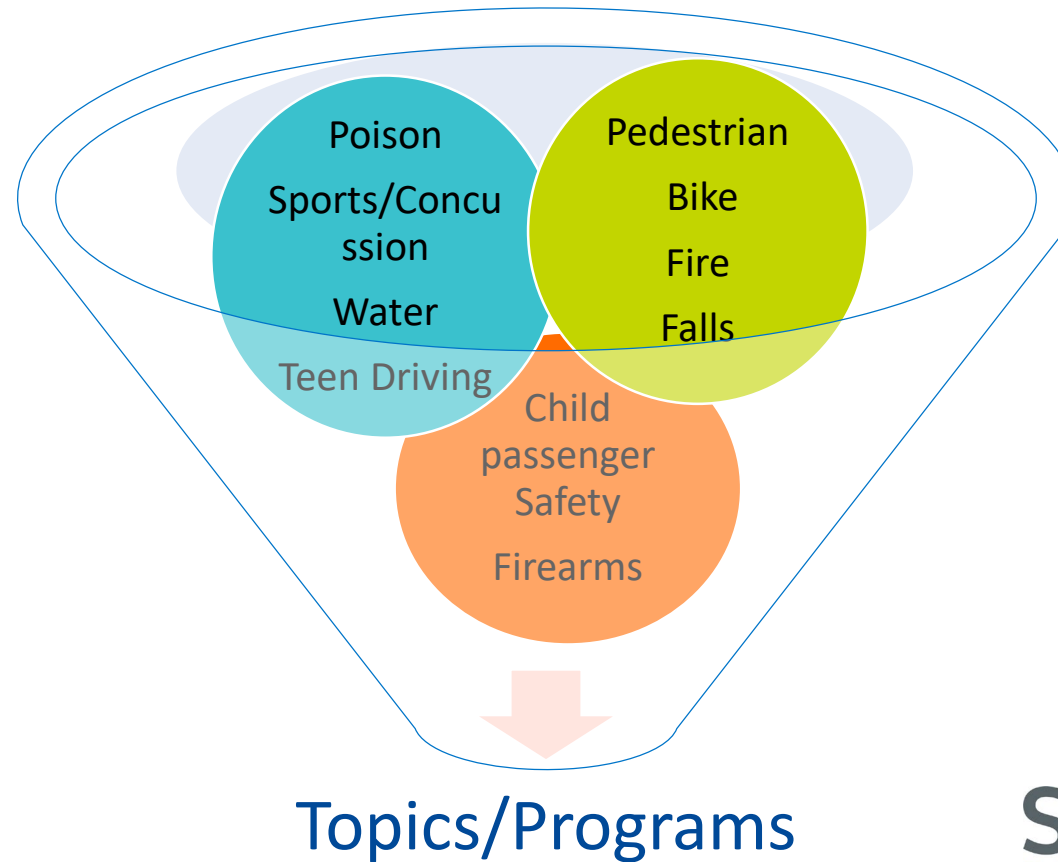 Poison
Sports/Concu
ssion
Water
Teen Driving
Pedestrian
Bike
Fire
Falls
Child
passenger
Safety
Firearms
Topics/Programs
S